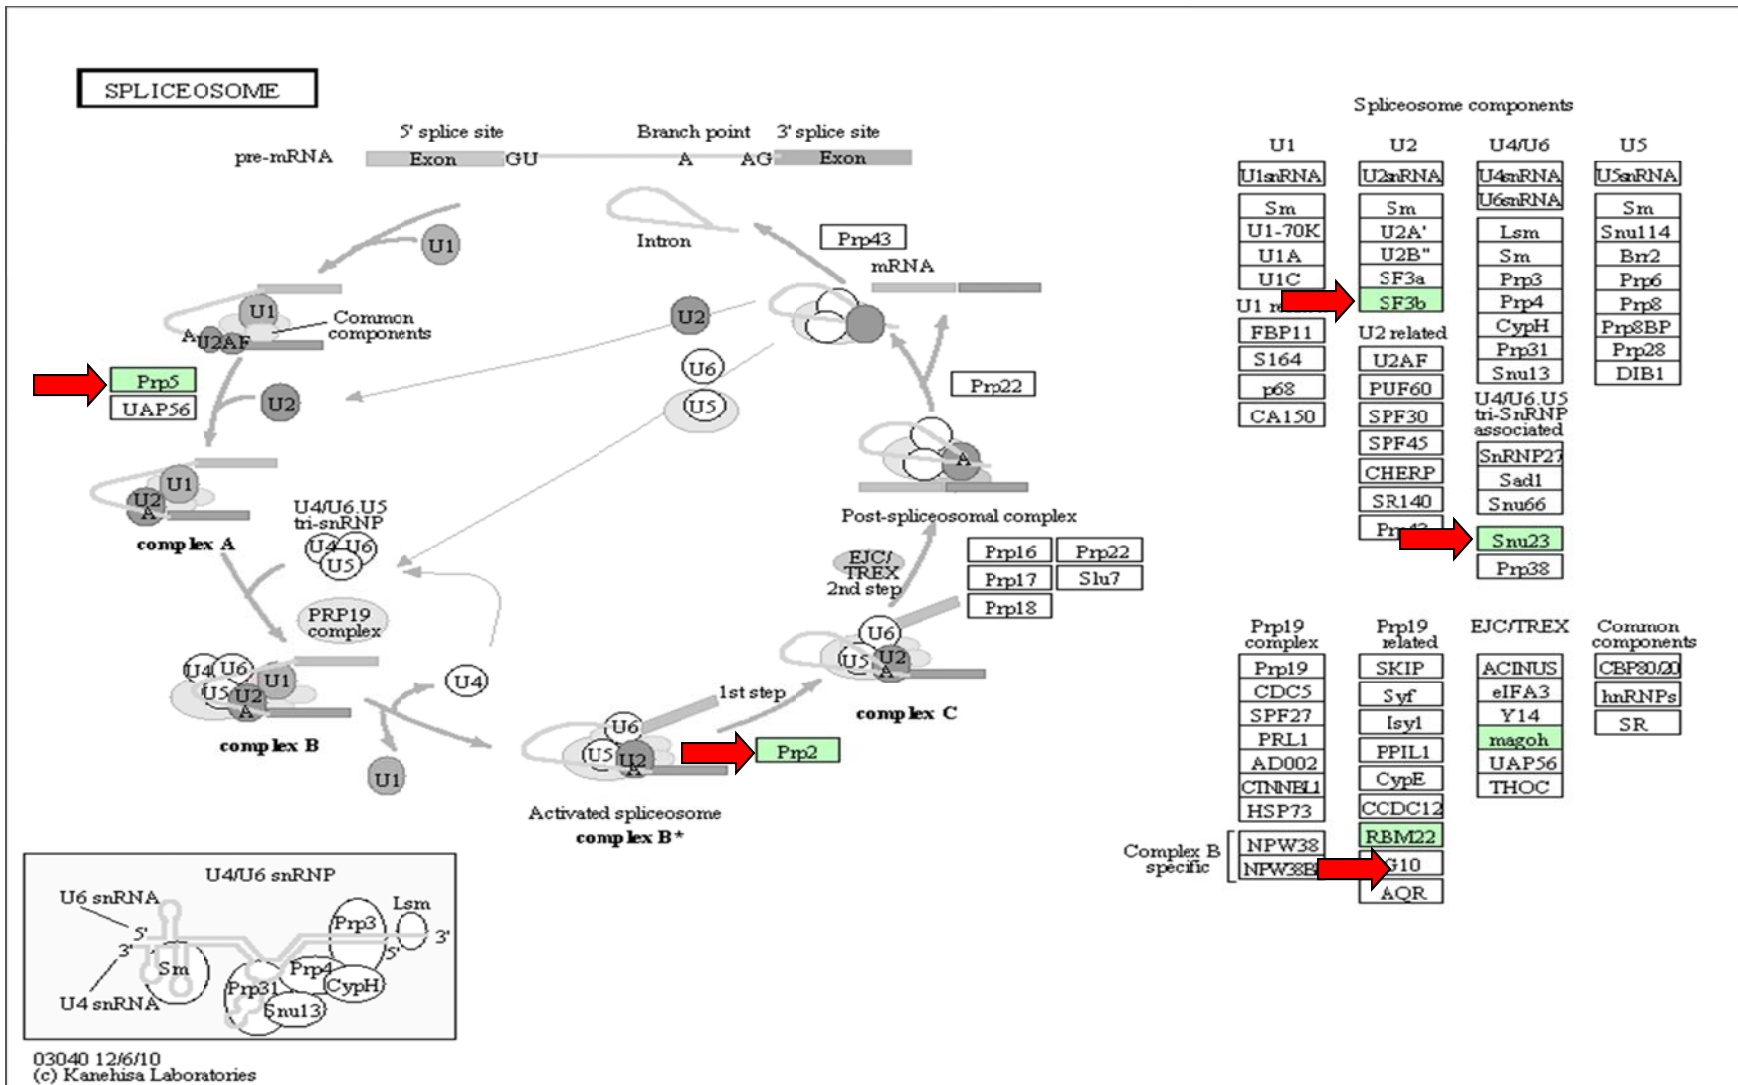 SPLICEOSOME
5' splice site
Branch point
3' splice site
pre-mRNA
Exon
GU
A
AG
Exon
U1
Intron
Prp43
mRNA
U1
A
U2AF
Common
components
U2
U6
U5
Prp5
UAP56
U2
Prp22
U1
U2
A
complex A
U4/U6.U5
tri-snRNP
U4
U6
U5
A
Post-spliceosomal complex
EJC/
TREX
2nd step
Prp16
Prp22
Prp17
Slu7
Prp18
PRP19
complex
U4
U6
U5
U2
U1
A
complex B
U4
U1
U6
U5
U2
A
1st step
Prp2
Activated spliceosome
complex B*
U6
U5
U2
A
complex C
Spliceosome components
U1
U1snRNA
Sm
U1-70K
U1A
U1C
U1
FBP11
S164
p68
CA150
U2
U2snRNA
Sm
U2A'
U2B"
SF3a
SF3b
U2 related
U2AF
PUF60
SPF30
SPF45
CHERP
SR140
U4/U6
U4snRNA
U6snRNA
Lsm
Sm
Prp3
Prp4
CypH
Prp31
Snu13
U4/U6.U5
tri-SnRNP
associated
SnRNP27
Sad1
Snu66
Snu23
Prp38
U5
U5snRNA
Sm
Snu114
Brr2
Prp6
Prp8
Prp8BP
Prp28
DIB1
Prp19
complex
Prp19
CDC5
SPF27
PRL1
AD002
CTNNBL1
HSP73
Complex B
specific
NPW38
NPW38B
Prp19
related
SKIP
Syf
Isy1
PPIL1
CypE
CCDC12
RBM22
G10
AQR
EJC/TREX
ACINUS
eIFA3
Y14
magoh
UAP56
THOC
Common
components
CBP80/20
hnRNPs
SR
U4/U6 snRNP
U6 snRNA
5'
3'
Sm
U4 snRNA
Prp3
Lsm
3'
5'
Prp4
CypH
Prp31
Snu13
03040 12/6/10
(c) Kanehisa Laboratories